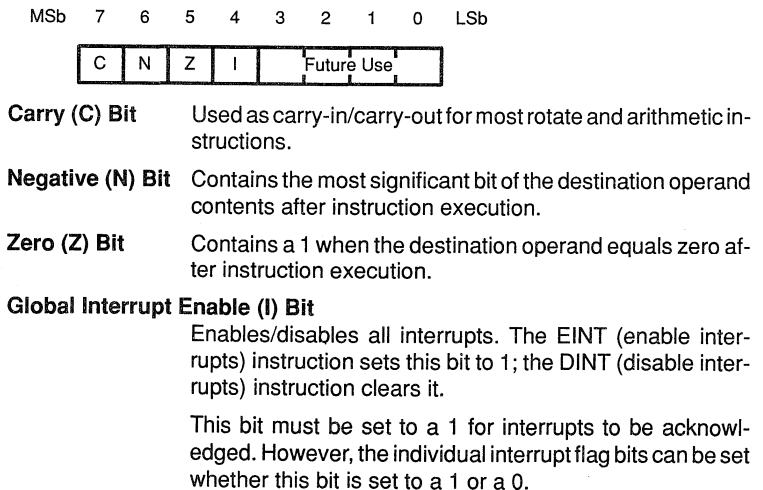 MSb 7 6 5 4 3 2 1 0 LSb
C N Z I Future Use
Carry (C) Bit Used as carry-in/carry-out for most rotate and arithmetic in-
structions.
Negative (N) Bit Contains the most significant bit of the destination operand
contents after instruction execution.
Zero (Z) Bit Contains a 1 when the destination operand equals zero af-
ter instruction execution.
Global Interrupt Enable (I) Bit
Enables/disables all interrupts. The EINT (enable inter-
rupts) instruction sets this bit to 1; the DINT (disable inter-
rupts) instruction clears it.
This bit must be set to a 1 for interrupts to be acknowl-
edged. However, the individual interrupt flag bits can be set
whether this bit is set to a 1 or a 0.